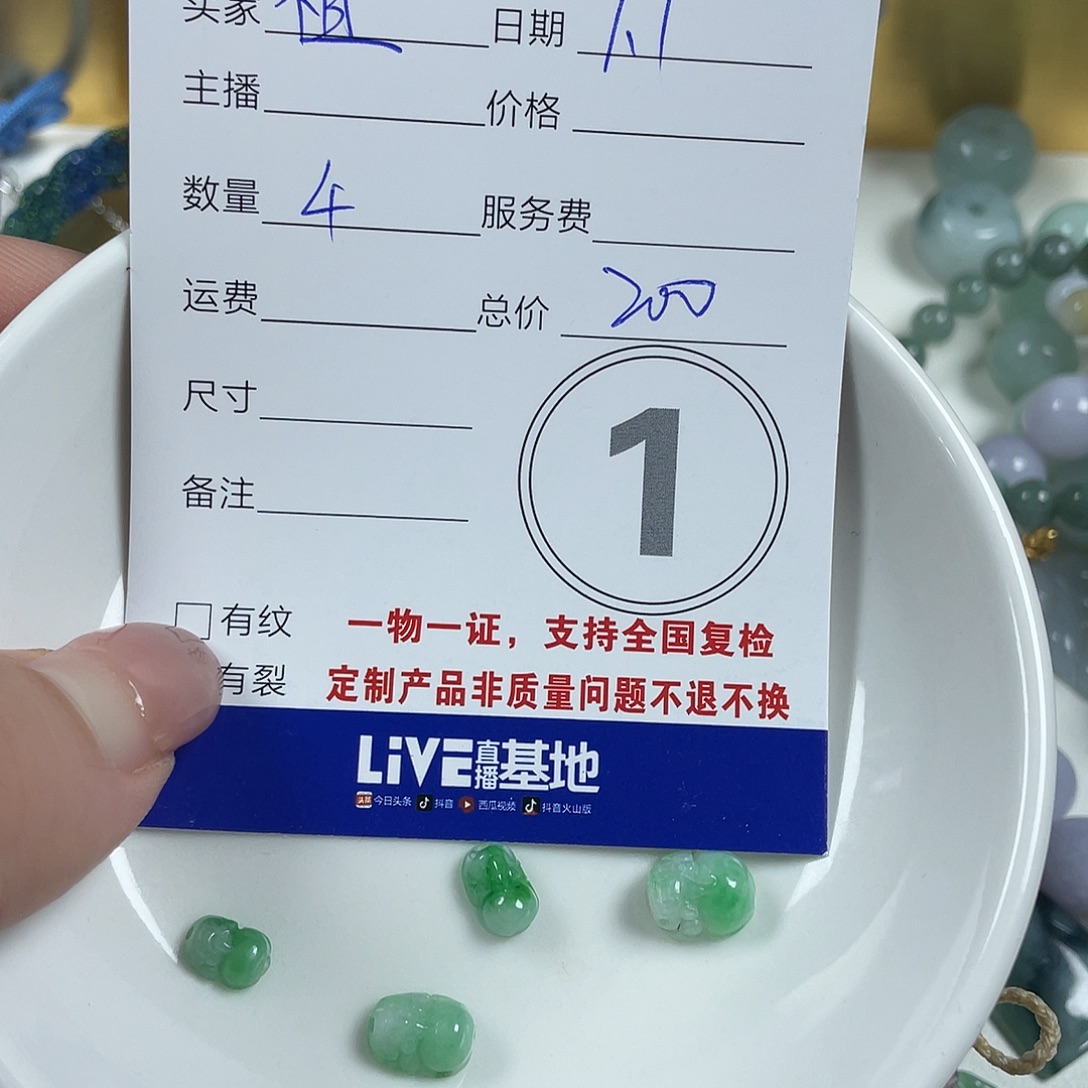 买家 祖 日期
主播 价格
数量 4 服务费
运费 总价 200
尺寸
备注
1
有纹
有裂
一物一证，支持全国复检
定制产品非质量问题不退不换
LiVE直播基地
头条 今日头条 抖音 西瓜视频 抖音火山版